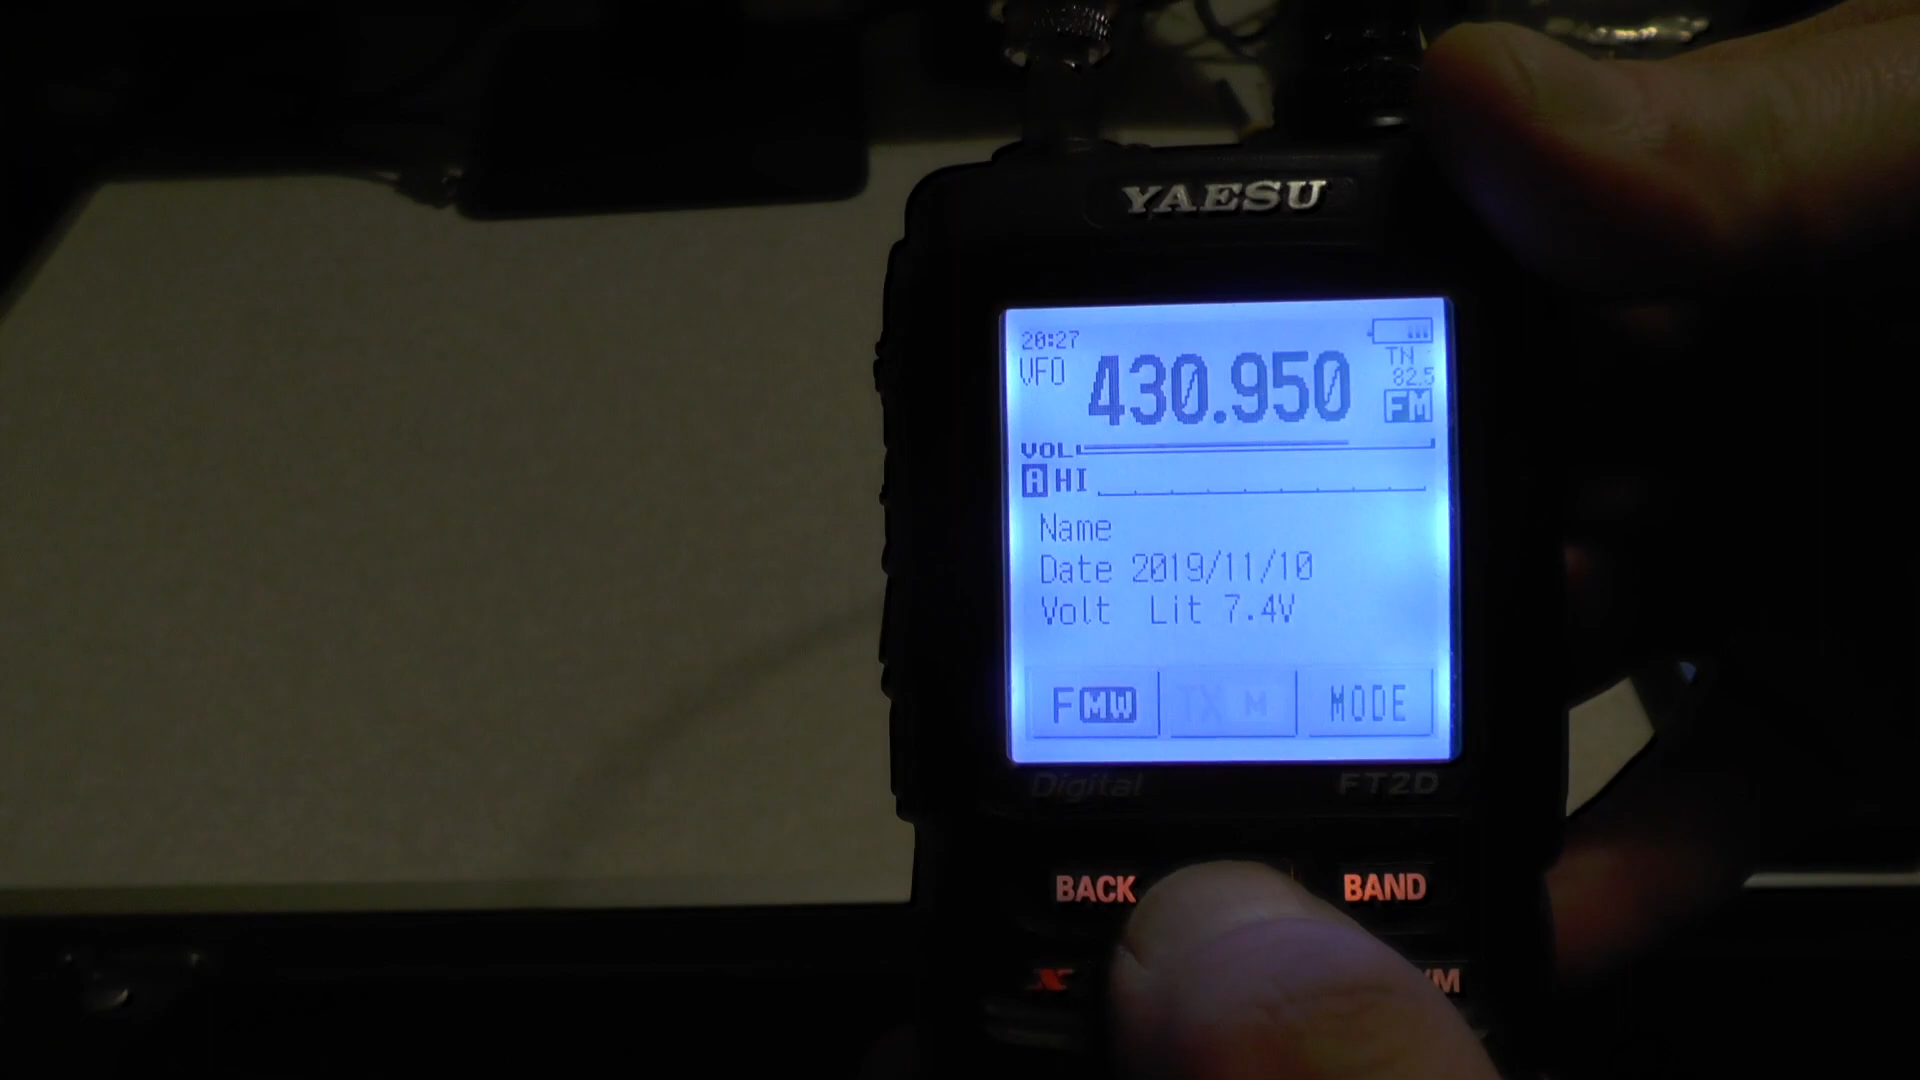 YAESU
20:27
VFO 430.950 TN
82.5
FM
VOL
A HI
Name
Date 2019/11/10
Volt Lit 7.4V
F MW TX M MODE
Digital FT2D
BACK BAND
X /M